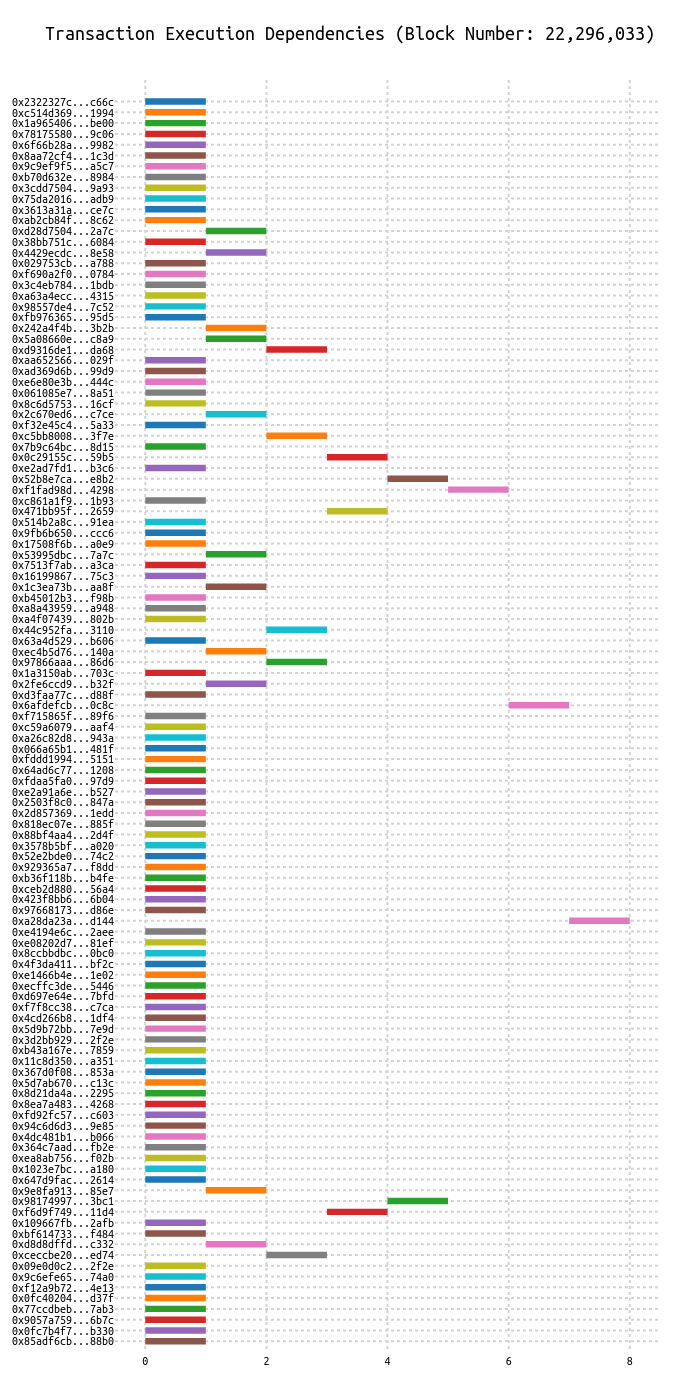 Transaction Execution Dependencies (Block Number: 22,296,033)
0x2322327c...c66c
0xc514d369...1994
0x1a965406...be00
0x78175580...9c06
0x6f66b28a...9982
0x8aa72cf4...1c3d
0x9c9ef9f5...a5c7
0xb70d632e...8984
0x3cdd7504...9a93
0x75da2016...adb9
0x3613a31a...ce7c
0xab2cb84f...8c62
0xd28d7504...2a7c
0x38bb751c...6084
0x4429ecdc...8e58
0x029753cb...a788
0xf690a2f0...0784
0x3c4eb784...1bdb
0xa63a4ecc...4315
0x98557de4...7c52
0xfb976365...95d5
0x242a4f4b...3b2b
0x5a08660e...c8a9
0xd9316de1...da68
0xaa652566...029f
0xad369d6b...99d9
0xe6e80e3b...444c
0x061085e7...8a51
0x8c6d5753...16cf
0x2c670ed6...c7ce
0xf32e45c4...5a33
0xc5bb8008...3f7e
0x7b9c64bc...8d15
0x0c29155c...59b5
0xe2ad7fd1...b3c6
0x52b8e7ca...e8b2
0xf1fad98d...4298
0xc861a1f9...1b93
0x471bb95f...2659
0x514b2a8c...91ea
0x9fb6b650...ccc6
0x17508f6b...a0e9
0x53995dbc...7a7c
0x7513f7ab...a3ca
0x16199867...75c3
0x1c3ea73b...aa8f
0xb45012b3...f98b
0xa8a43959...a948
0xa4f07439...802b
0x44c952fa...3110
0x63a4d529...b606
0xec4b5d76...140a
0x97866aaa...86d6
0x1a3150ab...703c
0x2fe6ccd9...b32f
0xd3faa77c...d88f
0x6afdefcb...0c8c
0xf715865f...89f6
0xc59a6079...aaf4
0xa26c82d8...943a
0x066a65b1...481f
0xfddd1994...5151
0x64ad6c77...1208
0xfdaa5fa0...97d9
0xe2a91a6e...b527
0x2503f8c0...847a
0x2d857369...1edd
0x818ec07e...885f
0x88bf4aa4...2d4f
0x3578b5bf...a020
0x52e2bde0...74c2
0x929365a7...f8dd
0xb36f118b...b4fe
0xceb2d880...56a4
0x423f8bb6...6b04
0x97668173...d86e
0xa28da23a...d144
0xe4194e6c...2aee
0xe08202d7...81ef
0x8ccbbdbc...0bc0
0x4f3da411...bf2c
0xe1466b4e...1e02
0xecffc3de...5446
0xd697e64e...7bfd
0xf7f8cc38...c7ca
0x4cd266b8...1df4
0x5d9b72bb...7e9d
0x3d2bb929...2f2e
0xb43a167e...7859
0x11c8d350...a351
0x367d0f08...853a
0x5d7ab670...c13c
0x8d21da4a...2295
0x8ea7a483...4268
0xfd92fc57...c603
0x94c6d6d3...9e85
0x4dc481b1...b066
0x364c7aad...fb2e
0xea8ab756...f02b
0x1023e7bc...a180
0x647d9fac...2614
0x9e8fa913...85e7
0x98174997...3bc1
0xf6d9f749...11d4
0x109667fb...2afb
0xbf614733...f484
0xd8d8dffd...c332
0xceccbe20...ed74
0x09e0d0c2...2f2e
0x9c6efe65...74a0
0xf12a9b72...4e13
0x0fc40204...d37f
0x77ccdbeb...7ab3
0x9057a759...6b7c
0x0fc7b4f7...b330
0x85adf6cb...88b0
0 2 4 6 8